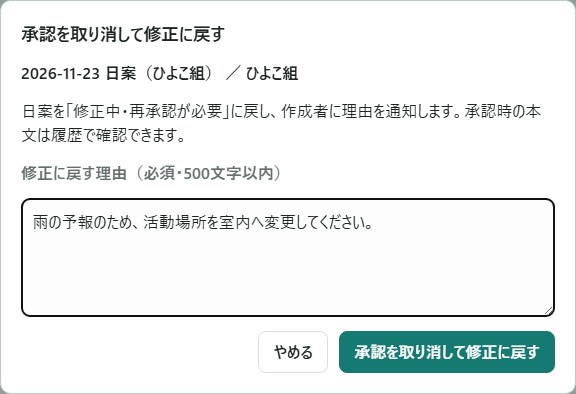 承認を取り消して修正に戻す
2026-11-23 日案（ひよこ組） ／ ひよこ組
日案を「修正中・再承認が必要」に戻し、作成者に理由を通知します。承認時の本
文は履歴で確認できます。
修正に戻す理由（必須・500文字以内）
雨の予報のため、活動場所を室内へ変更してください。
やめる
承認を取り消して修正に戻す